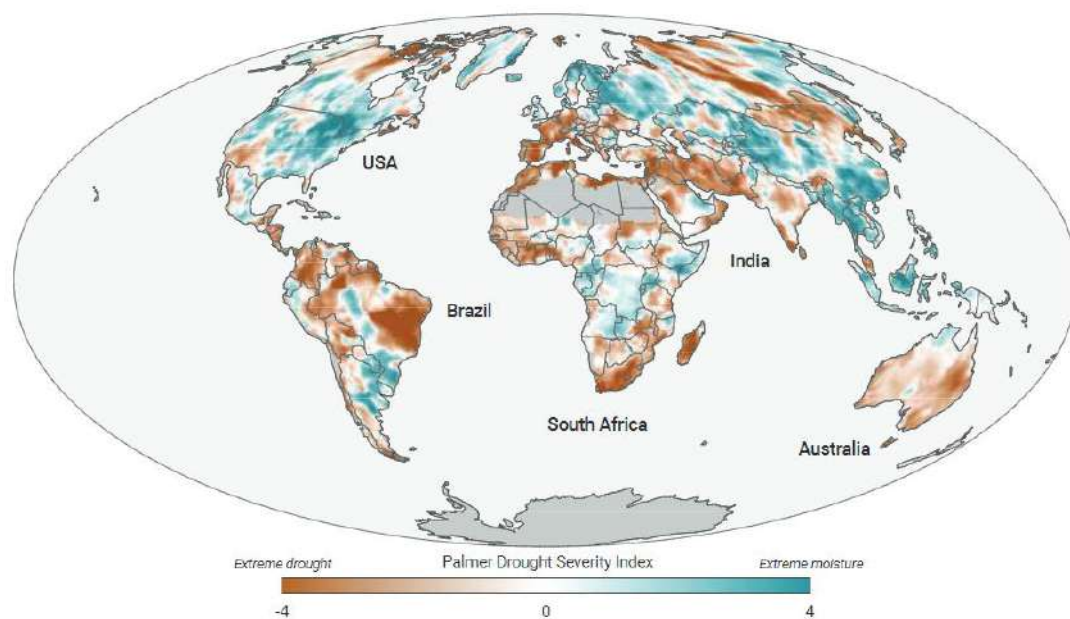 USA
India
Brazil
South Africa
Australia
Extreme drought Palmer Drought Severity Index Extreme moisture
-4 0 4